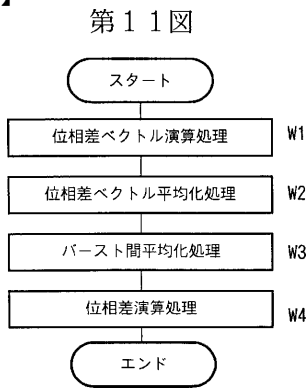 第１１図
スタート
位相差ベクトル演算処理 W1
位相差ベクトル平均化処理 W2
バースト間平均化処理 W3
位相差演算処理 W4
エンド